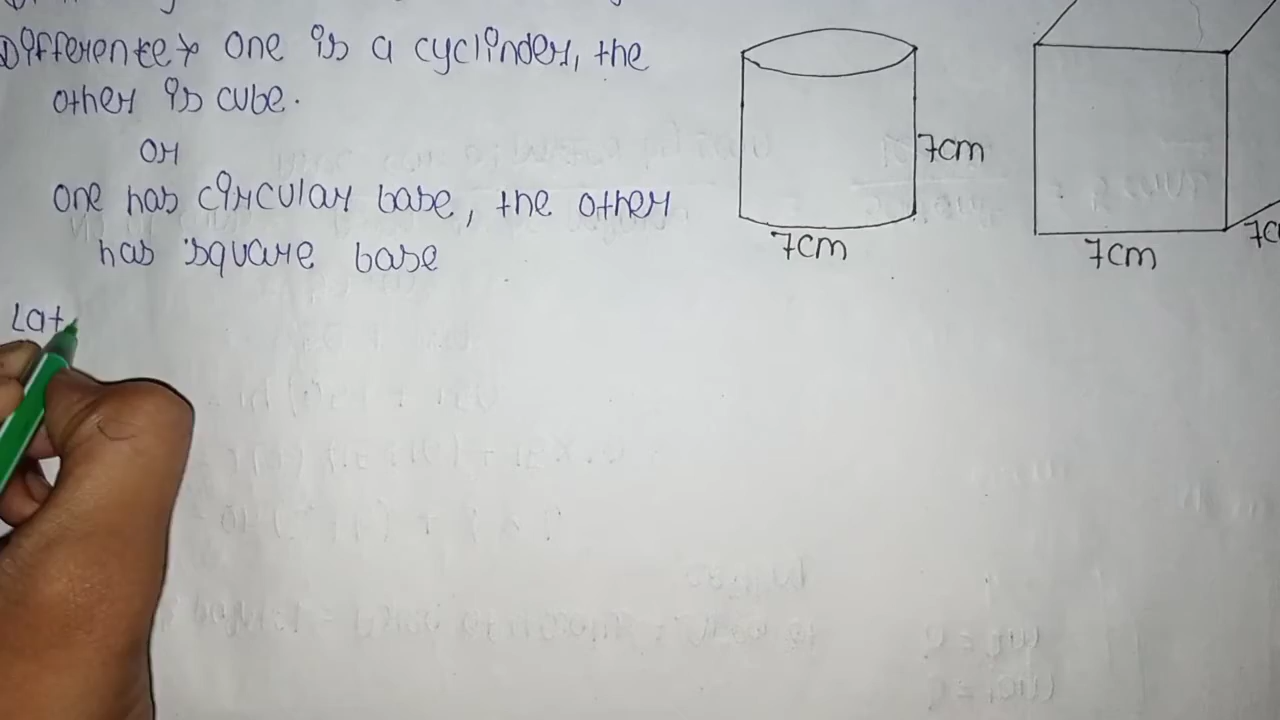 Difference→ One is a cyclinder, the
other is cube.
or
One has circular base, the other
has square base
Lat
7cm
7cm
7cm
7c